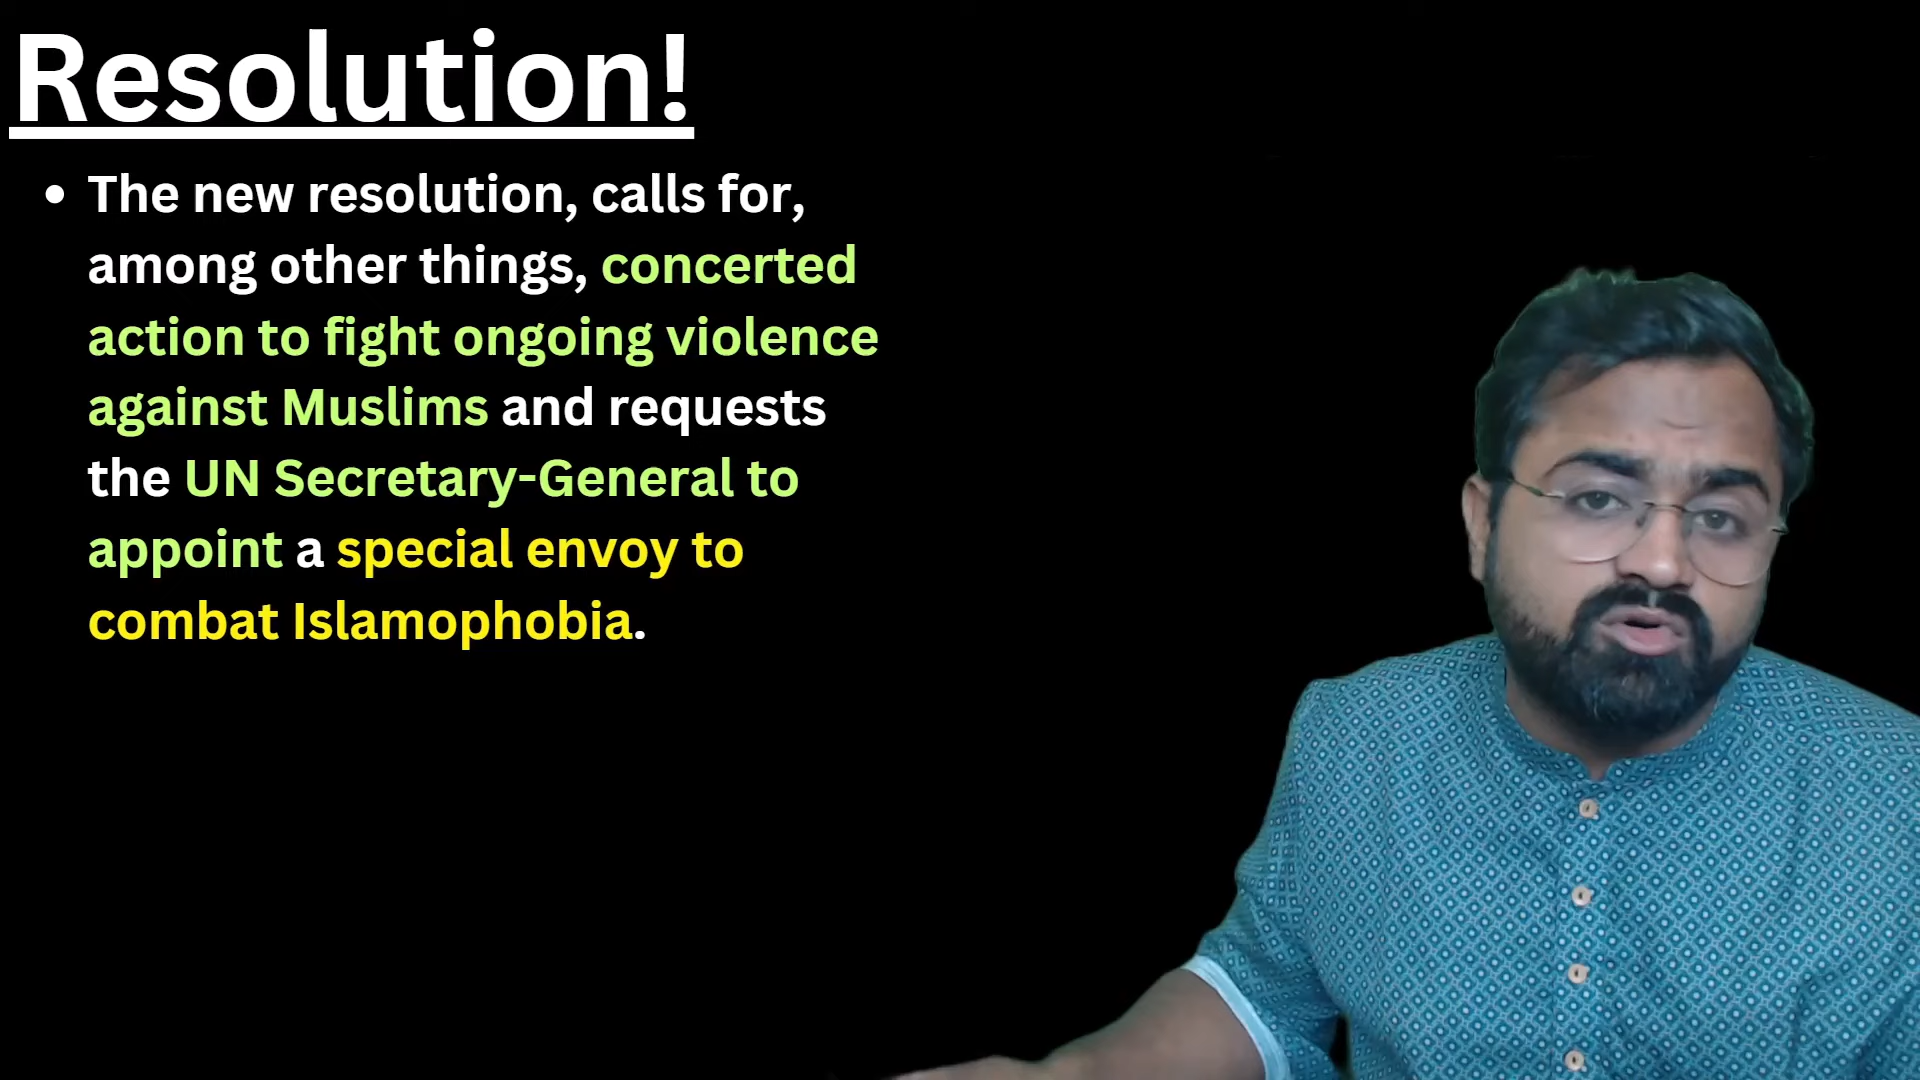 Resolution!
• The new resolution, calls for,
among other things, concerted
action to fight ongoing violence
against Muslims and requests
the UN Secretary-General to
appoint a special envoy to
combat Islamophobia.